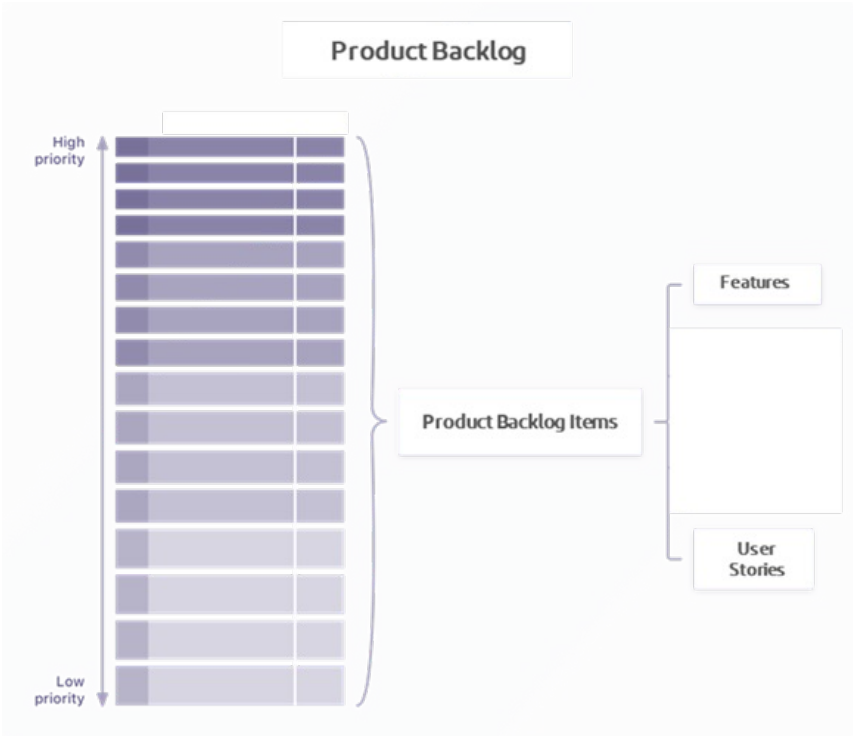 Product Backlog
High
priority
Features
Product Backlog Items
User
Stories
Low
priority